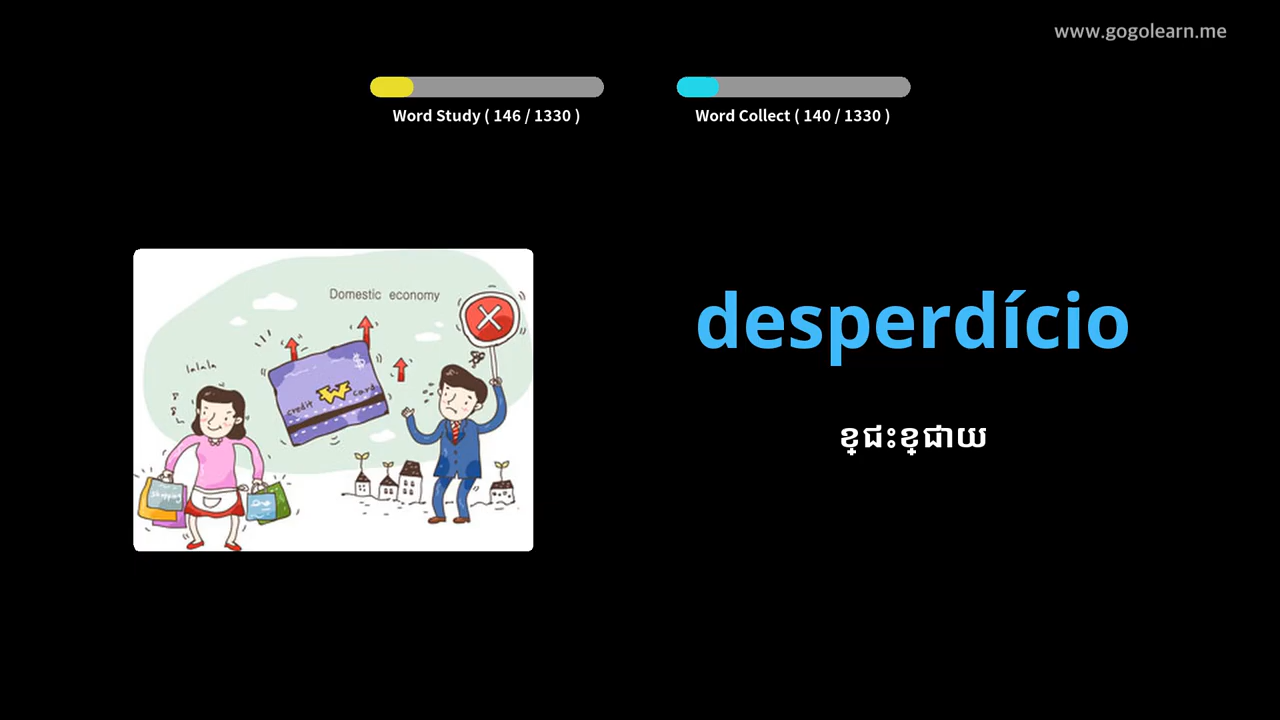 www.gogolearn.me
Word Study ( 146 / 1330 )
Word Collect ( 140 / 1330 )
Domestic economy
lalala
$
W
credit card
shopping
desperdício
ខ្ជះខ្ជាយ